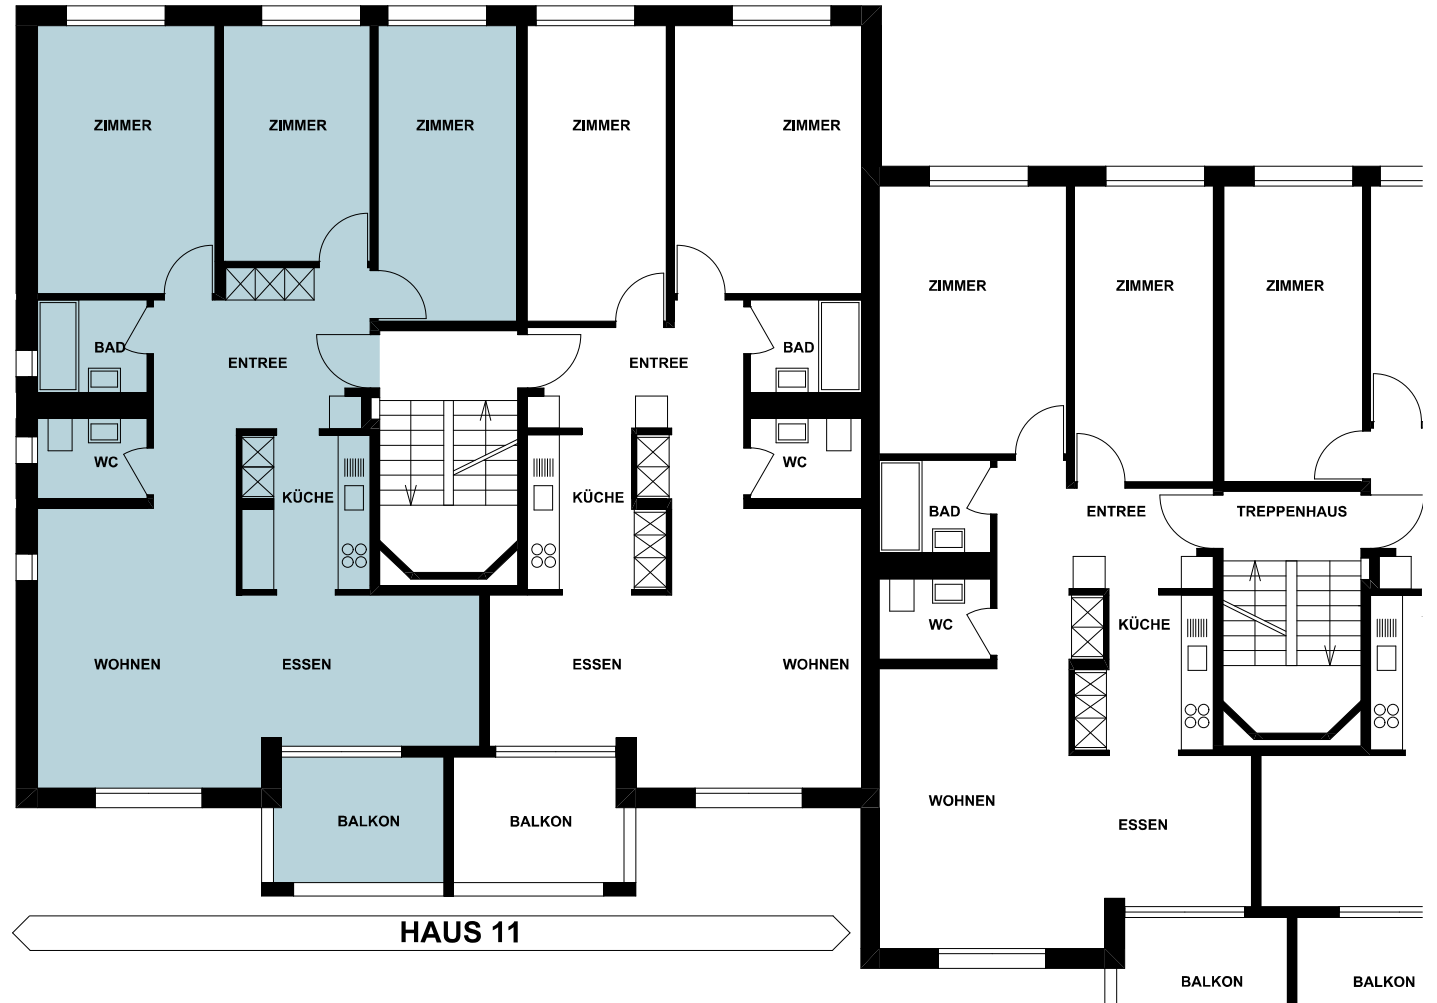 ZIMMER ZIMMER ZIMMER ZIMMER ZIMMER
ZIMMER ZIMMER ZIMMER
BAD ENTREE ENTREE BAD
WC WC
KÜCHE KÜCHE
BAD ENTREE TREPPENHAUS
WC KÜCHE
WOHNEN ESSEN ESSEN WOHNEN
WOHNEN
BALKON BALKON
ESSEN
HAUS 11
BALKON BALKON